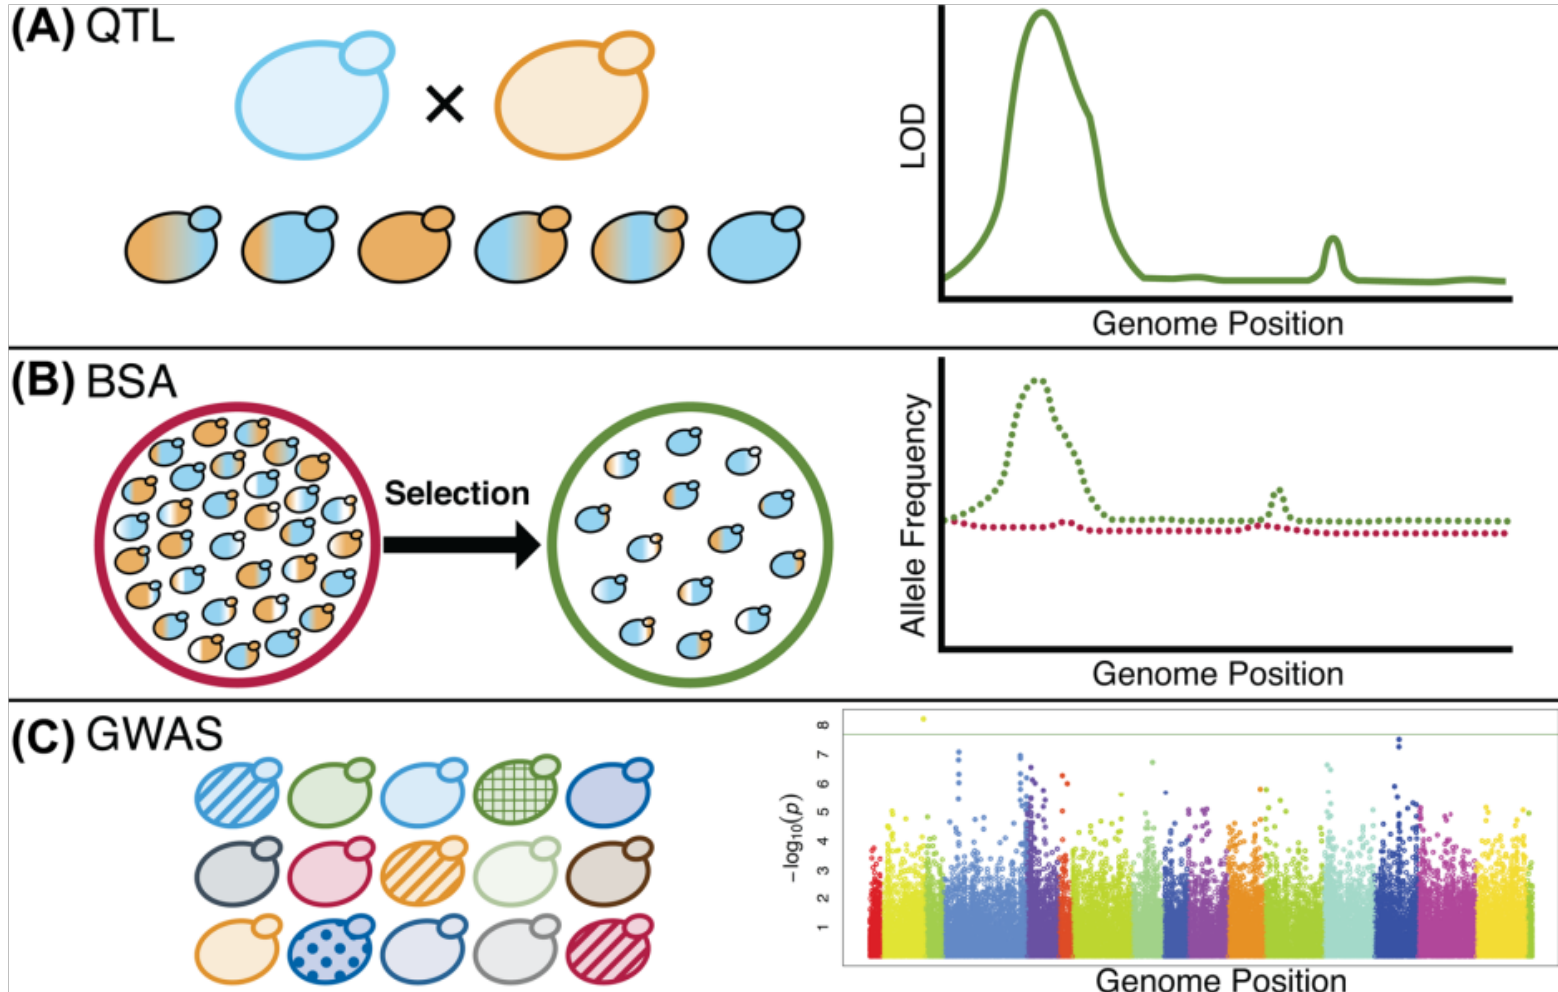 (A) QTL
×
LOD
Genome Position
(B) BSA
Selection
Allele Frequency
Genome Position
(C) GWAS
8
7
6
5
4
3
2
1
−log₁₀(p)
Genome Position